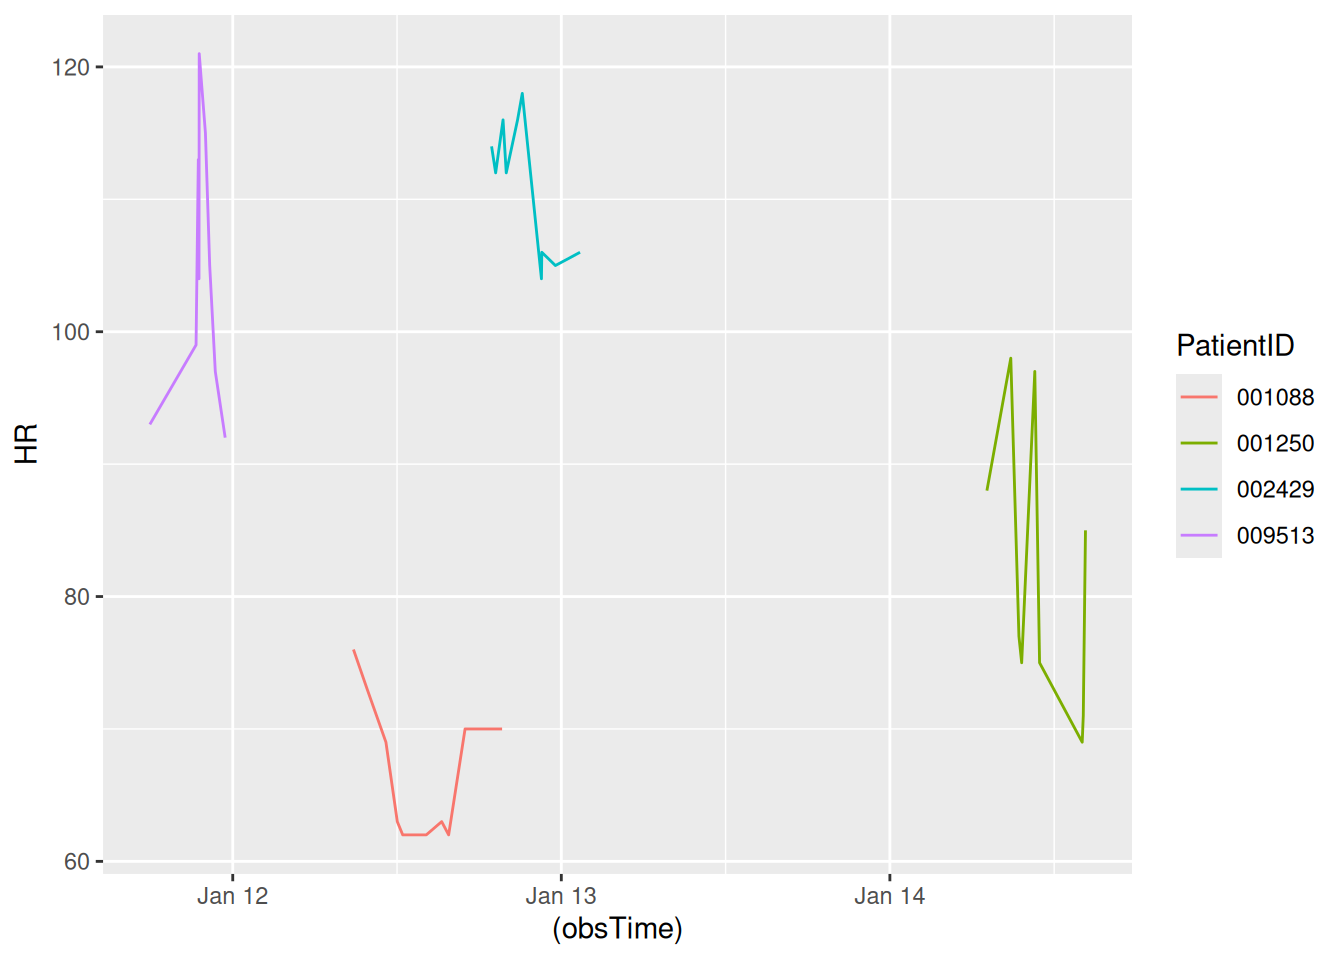 120
100
80
60
HR
Jan 12
Jan 13
Jan 14
(obsTime)
PatientID
001088
001250
002429
009513